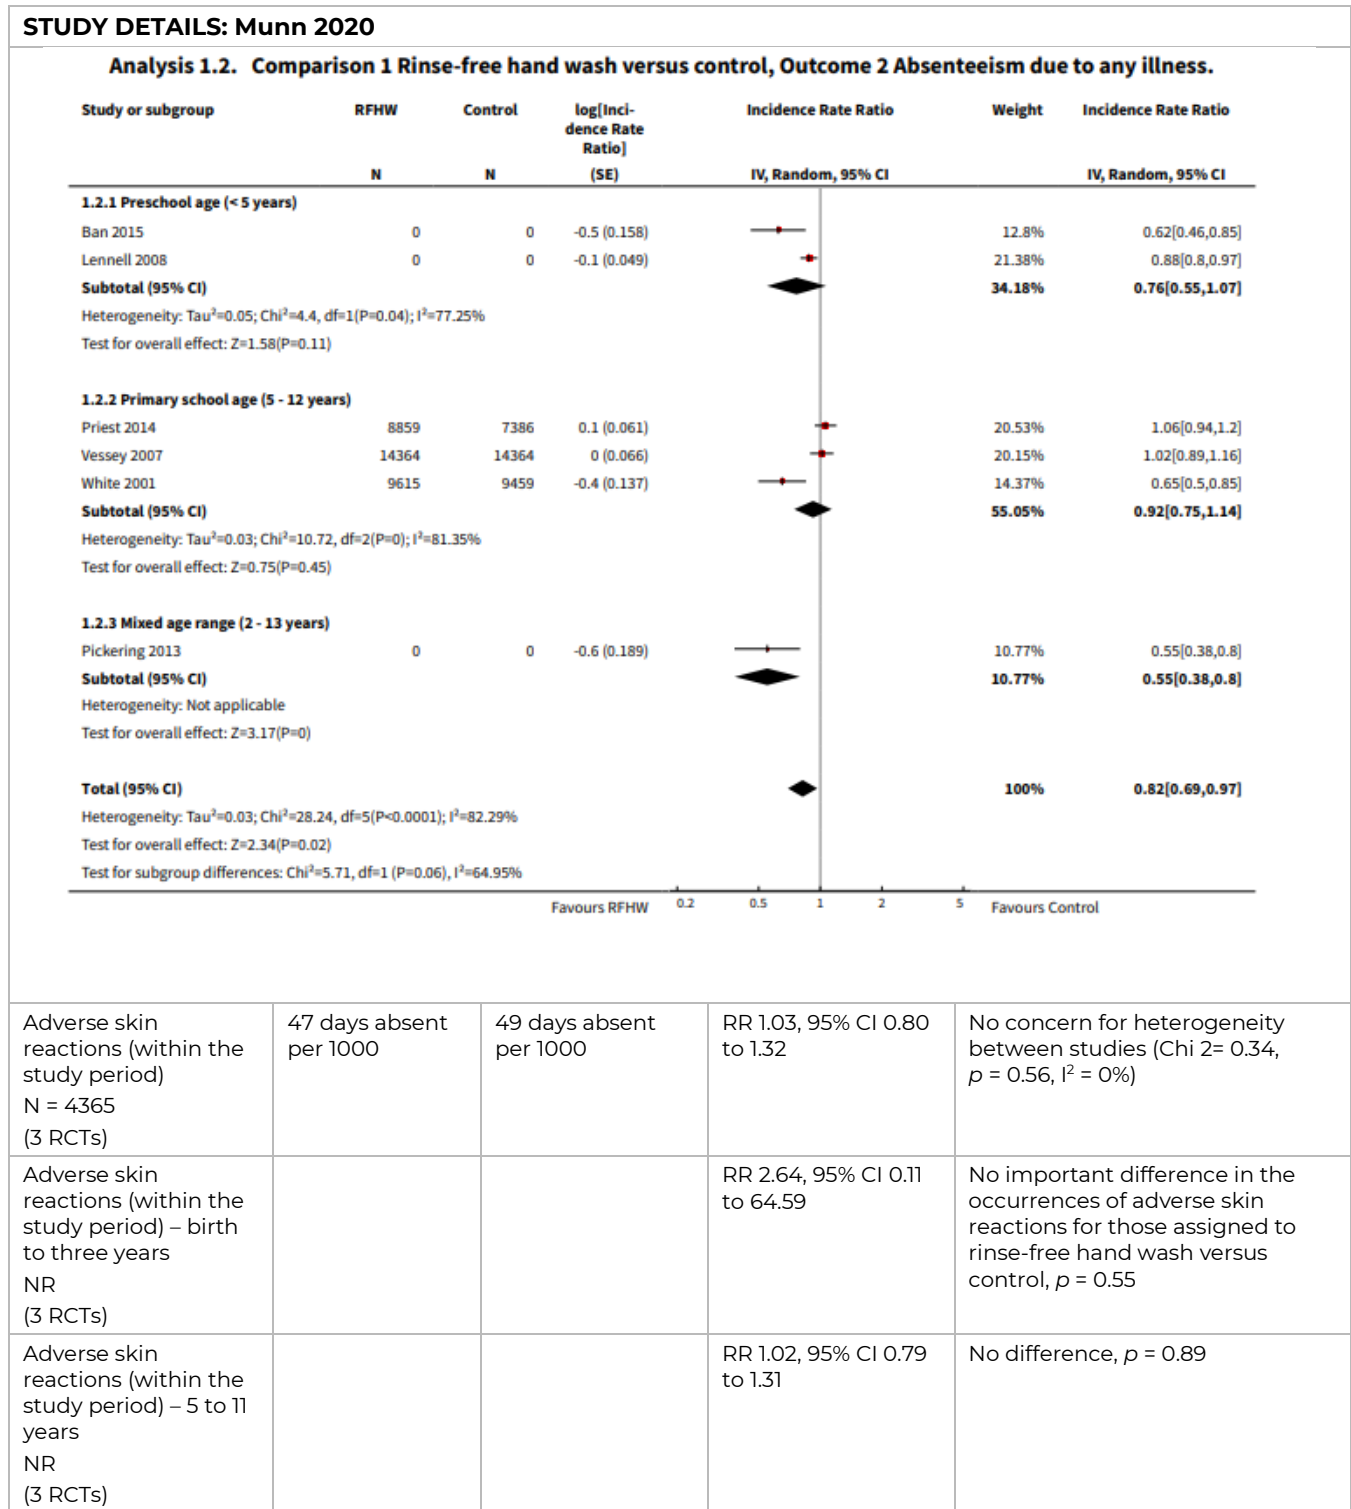 STUDY DETAILS: Munn 2020
Analysis 1.2. Comparison 1 Rinse-free hand wash versus control, Outcome 2 Absenteeism due to any illness.
Study or subgroup RFHW Control log[Inci- Incidence Rate Ratio Weight Incidence Rate Ratio
dence Rate
Ratio]
N N (SE) IV, Random, 95% CI IV, Random, 95% CI
1.2.1 Preschool age (< 5 years)
Ban 2015 0 0 -0.5 (0.158) 12.8% 0.62[0.46,0.85]
Lennell 2008 0 0 -0.1 (0.049) 21.38% 0.88[0.8,0.97]
Subtotal (95% CI) 34.18% 0.76[0.55,1.07]
Heterogeneity: Tau²=0.05; Chi²=4.4, df=1(P=0.04); I²=77.25%
Test for overall effect: Z=1.58(P=0.11)
1.2.2 Primary school age (5 - 12 years)
Priest 2014 8859 7386 0.1 (0.061) 20.53% 1.06[0.94,1.2]
Vessey 2007 14364 14364 0 (0.066) 20.15% 1.02[0.89,1.16]
White 2001 9615 9459 -0.4 (0.137) 14.37% 0.65[0.5,0.85]
Subtotal (95% CI) 55.05% 0.92[0.75,1.14]
Heterogeneity: Tau²=0.03; Chi²=10.72, df=2(P=0); I²=81.35%
Test for overall effect: Z=0.75(P=0.45)
1.2.3 Mixed age range (2 - 13 years)
Pickering 2013 0 0 -0.6 (0.189) 10.77% 0.55[0.38,0.8]
Subtotal (95% CI) 10.77% 0.55[0.38,0.8]
Heterogeneity: Not applicable
Test for overall effect: Z=3.17(P=0)
Total (95% CI) 100% 0.82[0.69,0.97]
Heterogeneity: Tau²=0.03; Chi²=28.24, df=5(P<0.0001); I²=82.29%
Test for overall effect: Z=2.34(P=0.02)
Test for subgroup differences: Chi²=5.71, df=1 (P=0.06), I²=64.95%
Favours RFHW 0.2 0.5 1 2 5 Favours Control
Adverse skin
reactions (within the
study period)
N = 4365
(3 RCTs)
47 days absent
per 1000
49 days absent
per 1000
RR 1.03, 95% CI 0.80
to 1.32
No concern for heterogeneity
between studies (Chi 2= 0.34,
p = 0.56, I² = 0%)
Adverse skin
reactions (within the
study period) – birth
to three years
NR
(3 RCTs)
RR 2.64, 95% CI 0.11
to 64.59
No important difference in the
occurrences of adverse skin
reactions for those assigned to
rinse-free hand wash versus
control, p = 0.55
Adverse skin
reactions (within the
study period) – 5 to 11
years
NR
(3 RCTs)
RR 1.02, 95% CI 0.79
to 1.31
No difference, p = 0.89